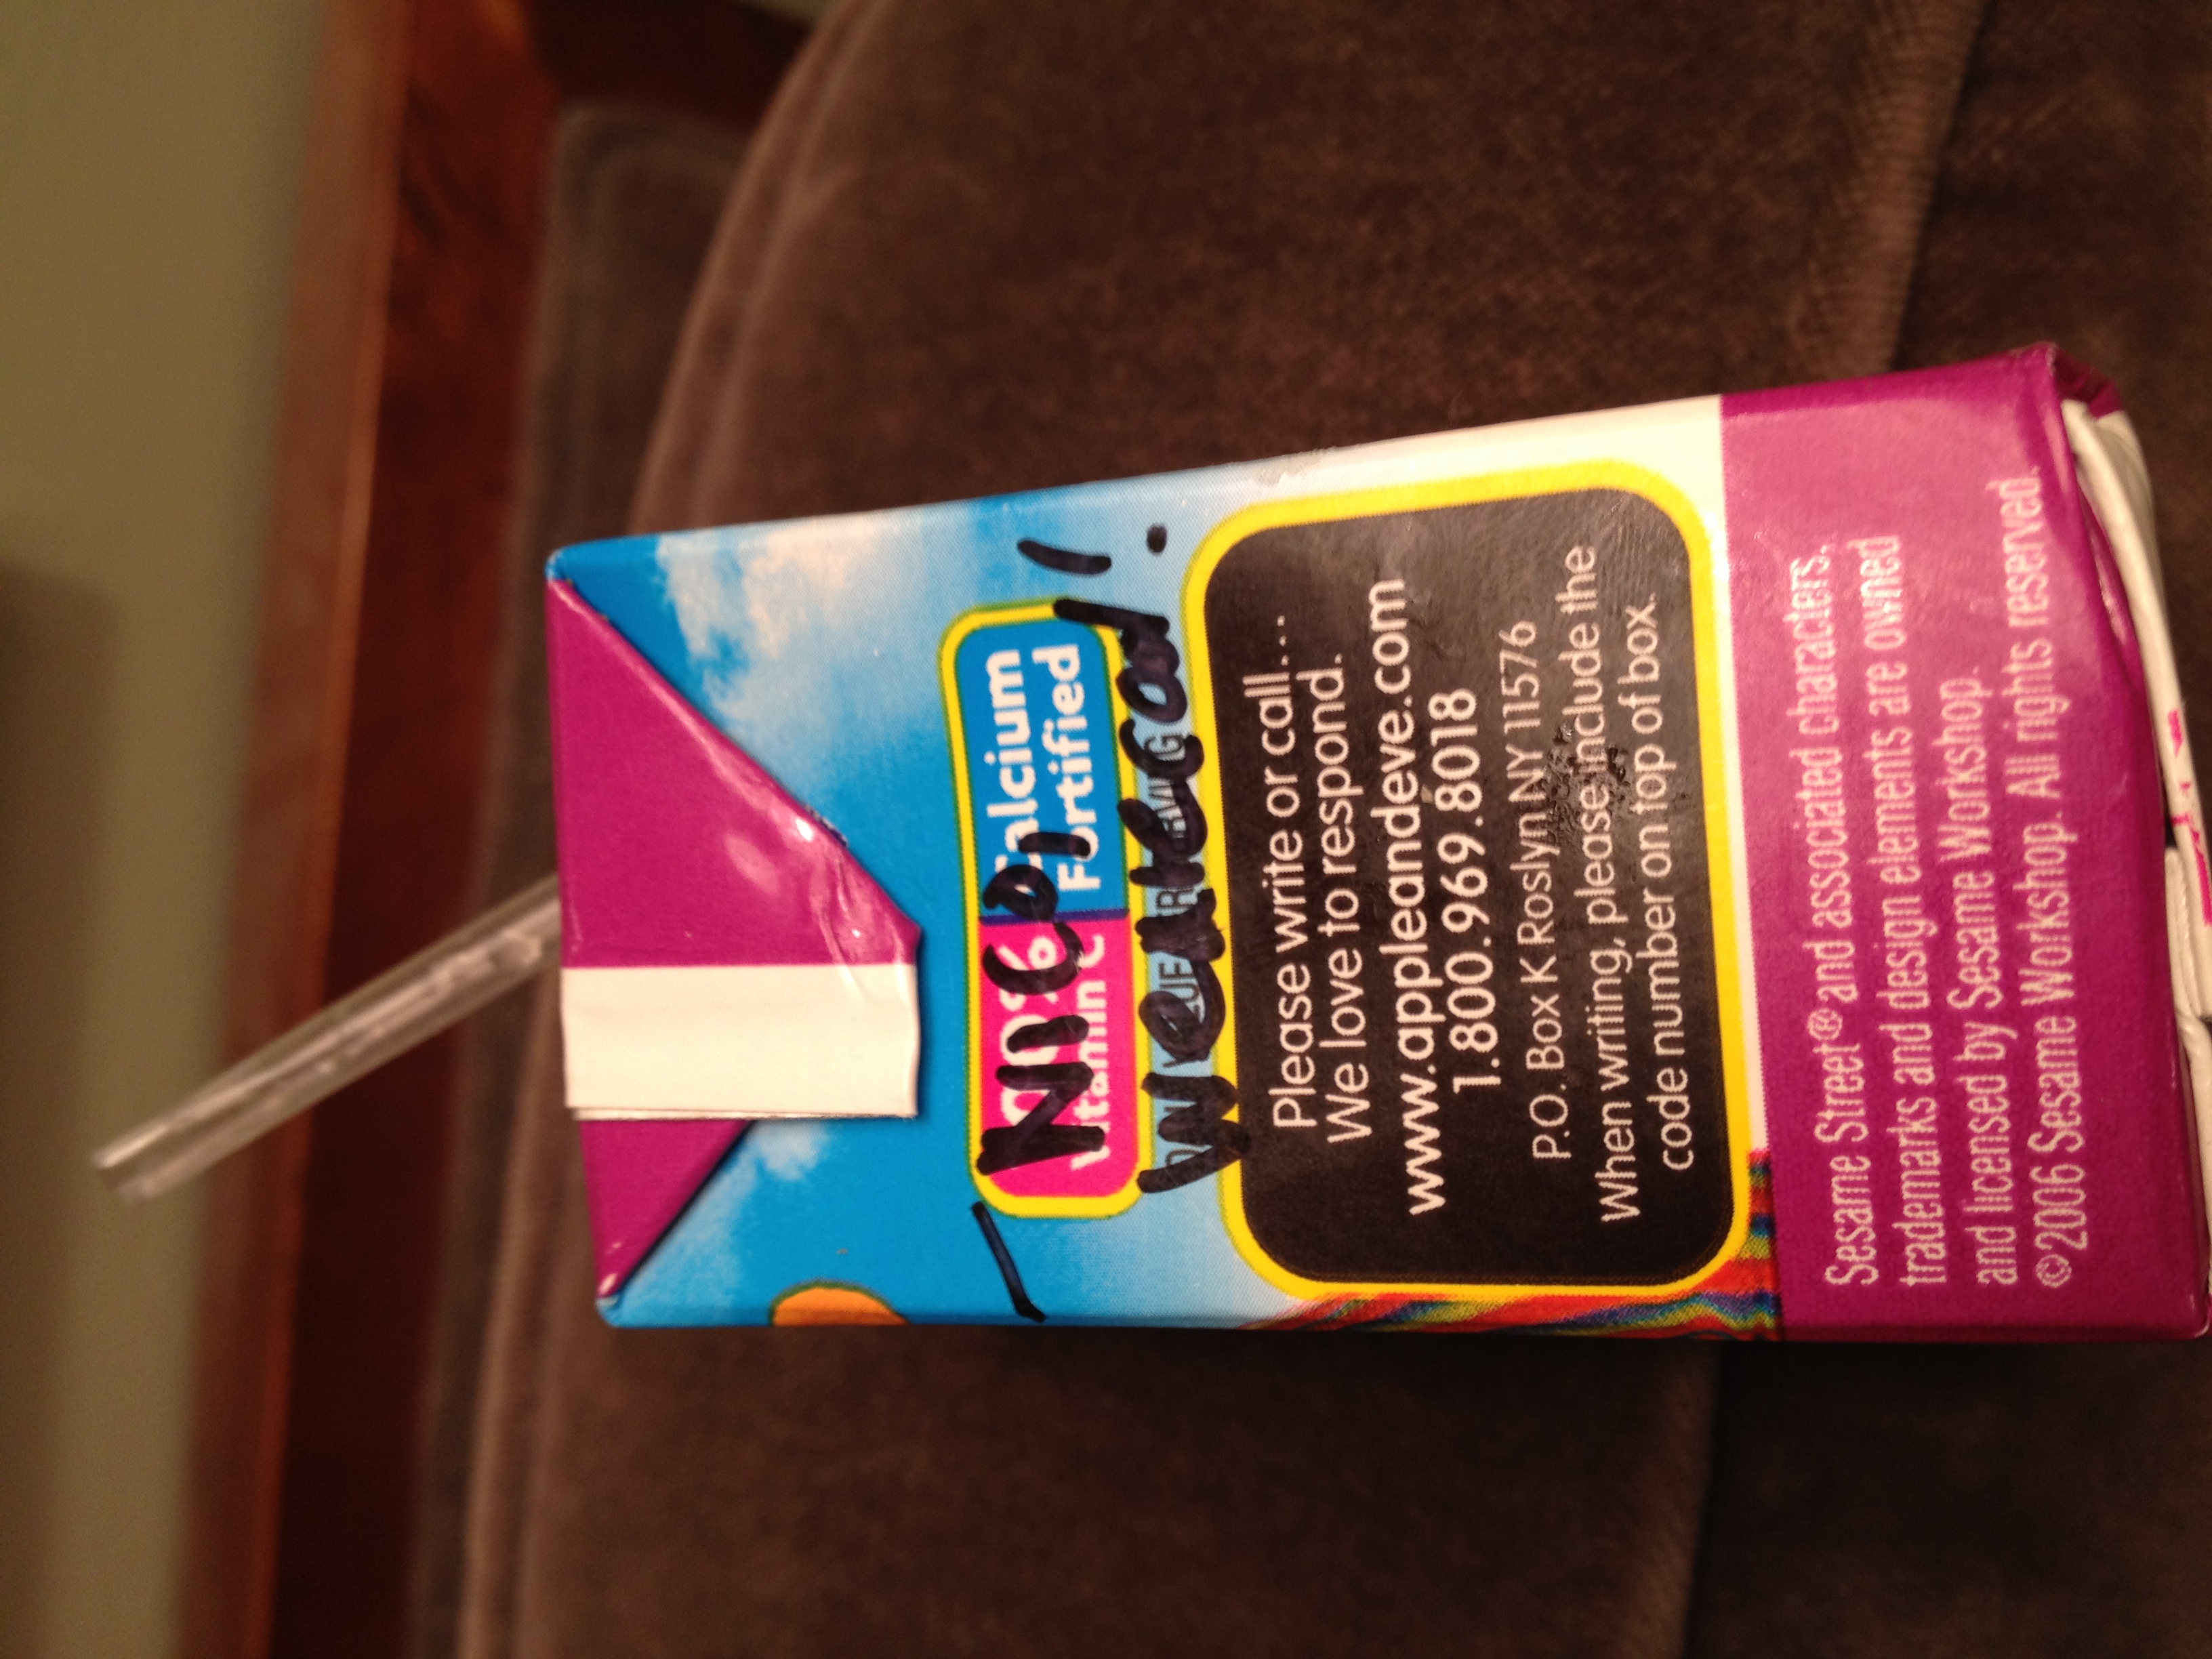 100% Calcium
Vitamin C Fortified
Please write or call...
We love to respond.
www.appleandeve.com
1.800.969.8018
P.O. Box K Roslyn NY 11576
When writing, please include the
code number on top of box.
Sesame Street® and associated characters,
trademarks and design elements are owned
and licensed by Sesame Workshop.
©2006 Sesame Workshop. All rights reserved.